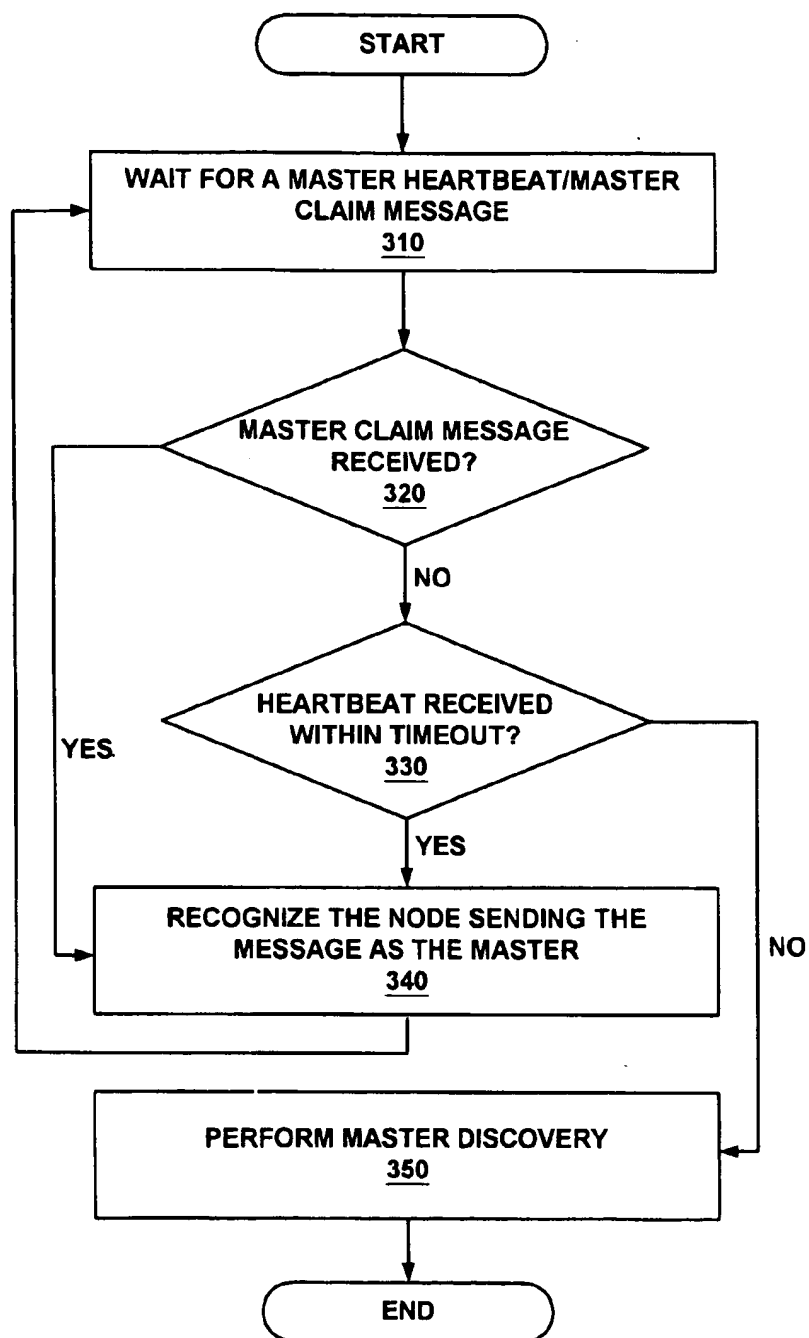 START
WAIT FOR A MASTER HEARTBEAT/MASTER
CLAIM MESSAGE
310
MASTER CLAIM MESSAGE
RECEIVED?
320
NO
HEARTBEAT RECEIVED
WITHIN TIMEOUT?
330
YES.
YES
RECOGNIZE THE NODE SENDING THE
MESSAGE AS THE MASTER
340
NO
PERFORM MASTER DISCOVERY
350
END